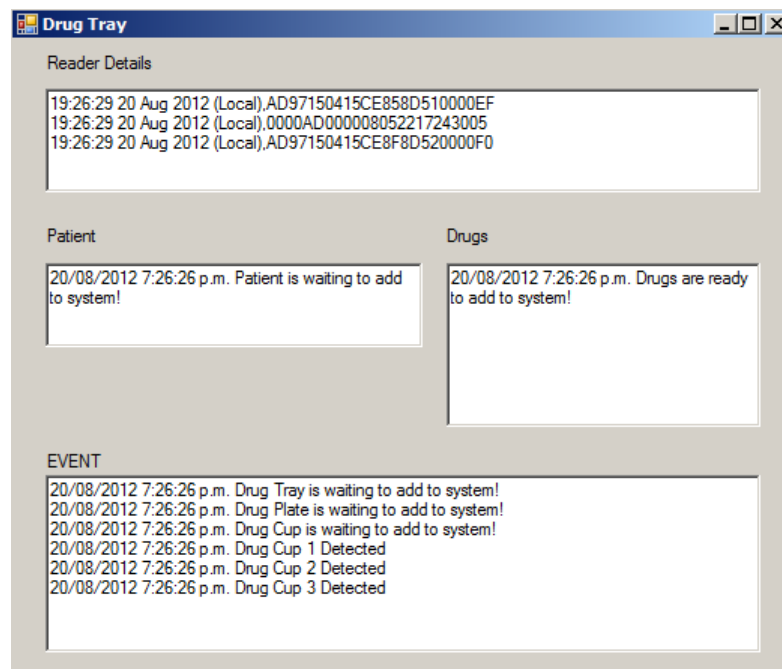 Drug Tray
Reader Details
19:26:29 20 Aug 2012 (Local),AD97150415CE858D510000EF
19:26:29 20 Aug 2012 (Local),0000AD000008052217243005
19:26:29 20 Aug 2012 (Local),AD97150415CE8F8D520000F0
Patient
20/08/2012 7:26:26 p.m. Patient is waiting to add
to system!
Drugs
20/08/2012 7:26:26 p.m. Drugs are ready
to add to system!
EVENT
20/08/2012 7:26:26 p.m. Drug Tray is waiting to add to system!
20/08/2012 7:26:26 p.m. Drug Plate is waiting to add to system!
20/08/2012 7:26:26 p.m. Drug Cup is waiting to add to system!
20/08/2012 7:26:26 p.m. Drug Cup 1 Detected
20/08/2012 7:26:26 p.m. Drug Cup 2 Detected
20/08/2012 7:26:26 p.m. Drug Cup 3 Detected